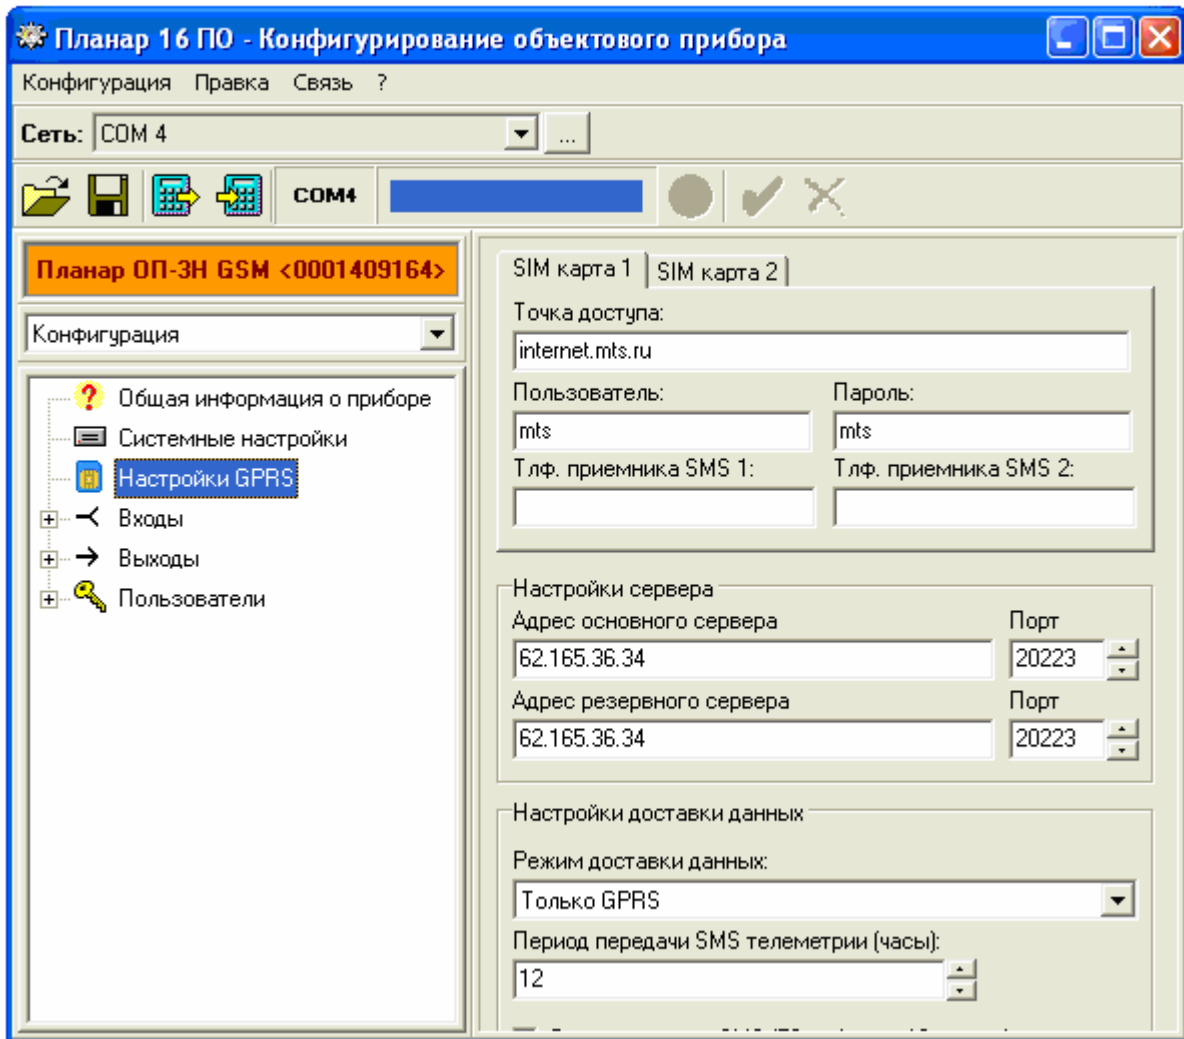 Планар 16 ПО - Конфигурирование объектового прибора
Конфигурация Правка Связь ?
Сеть: COM 4 ...
COM4
Планар ОП-3Н GSM <0001409164>
Конфигурация
Общая информация о приборе
Системные настройки
Настройки GPRS
Входы
Выходы
Пользователи
SIM карта 1 SIM карта 2
Точка доступа:
internet.mts.ru
Пользователь: Пароль:
mts mts
Тлф. приемника SMS 1: Тлф. приемника SMS 2:
Настройки сервера
Адрес основного сервера Порт
62.165.36.34 20223
Адрес резервного сервера Порт
62.165.36.34 20223
Настройки доставки данных
Режим доставки данных:
Только GPRS
Период передачи SMS телеметрии (часы):
12